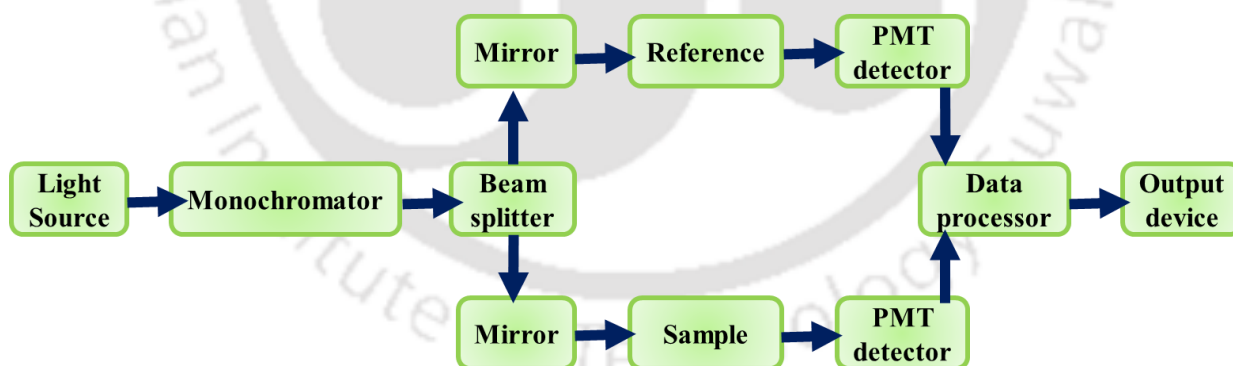 Mirror
Reference
PMT
detector
Light
Source
Monochromator
Beam
splitter
Data
processor
Output
device
Mirror
Sample
PMT
detector